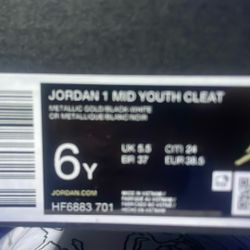 JORDAN 1 MID YOUTH CLEAT
METALLIC GOLD/BLACK-WHITE
OR METALLIQUE/BLANC/NOIR
6Y
UK 5.5 CITI 24
BR 37 EUR 38.5
JORDAN.COM
MADE IN VIETNAM
HF6883 701